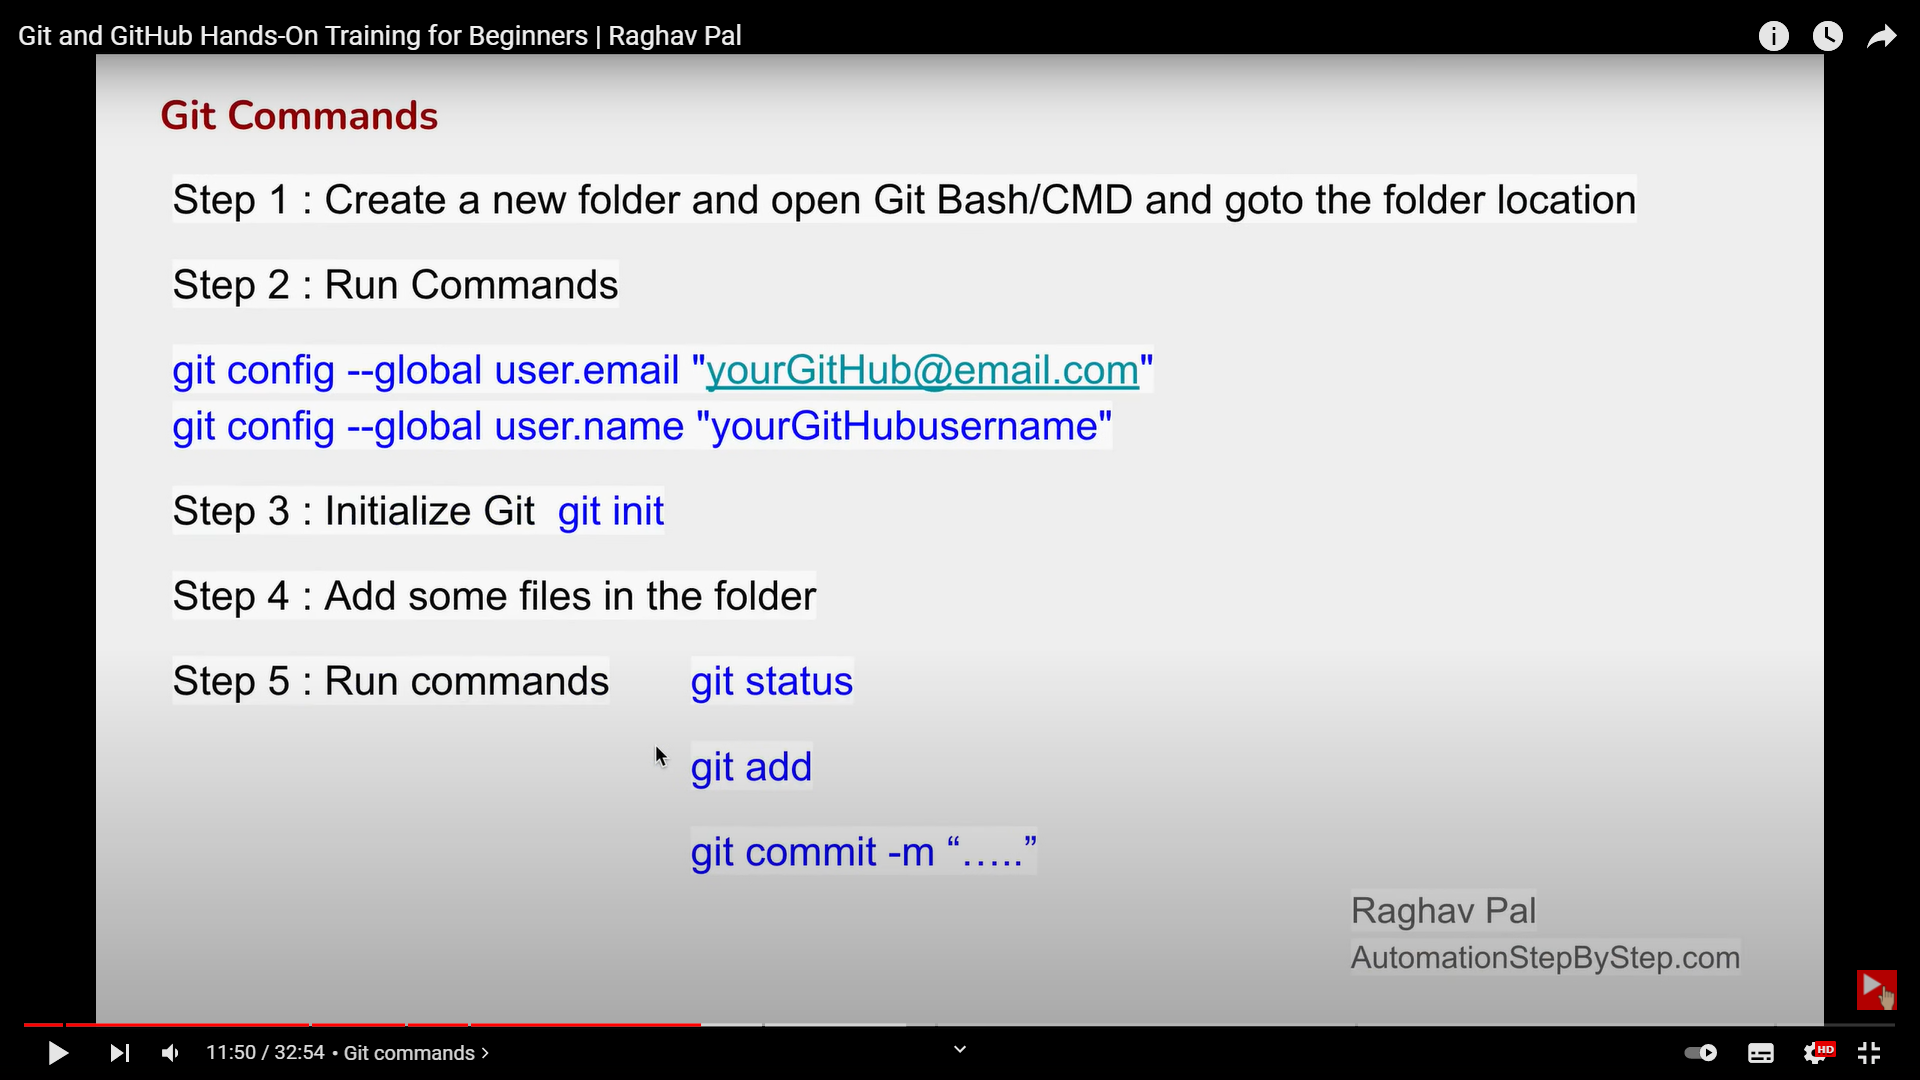 Git and GitHub Hands-On Training for Beginners | Raghav Pal
Git Commands
Step 1 : Create a new folder and open Git Bash/CMD and goto the folder location
Step 2 : Run Commands
git config --global user.email "yourGitHub@email.com"
git config --global user.name "yourGitHubusername"
Step 3 : Initialize Git  git init
Step 4 : Add some files in the folder
Step 5 : Run commands git status
git add
git commit -m “…..”
Raghav Pal
AutomationStepByStep.com
11:50 / 32:54 • Git commands ›
HD